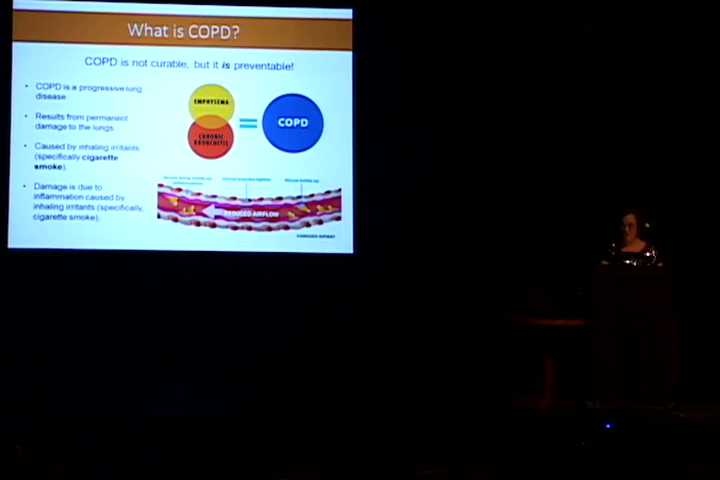 What is COPD?
COPD is not curable, but it is preventable!
• COPD is a progressive lung
disease
• Results from permanent
damage to the lungs
• Caused by inhaling irritants
(specifically cigarette
smoke).
• Damage is due to
inflammation caused by
inhaling irritants (specifically,
cigarette smoke).
EMPHYSEMA
CHRONIC
BRONCHITIS
=
COPD
REDUCED AIRFLOW